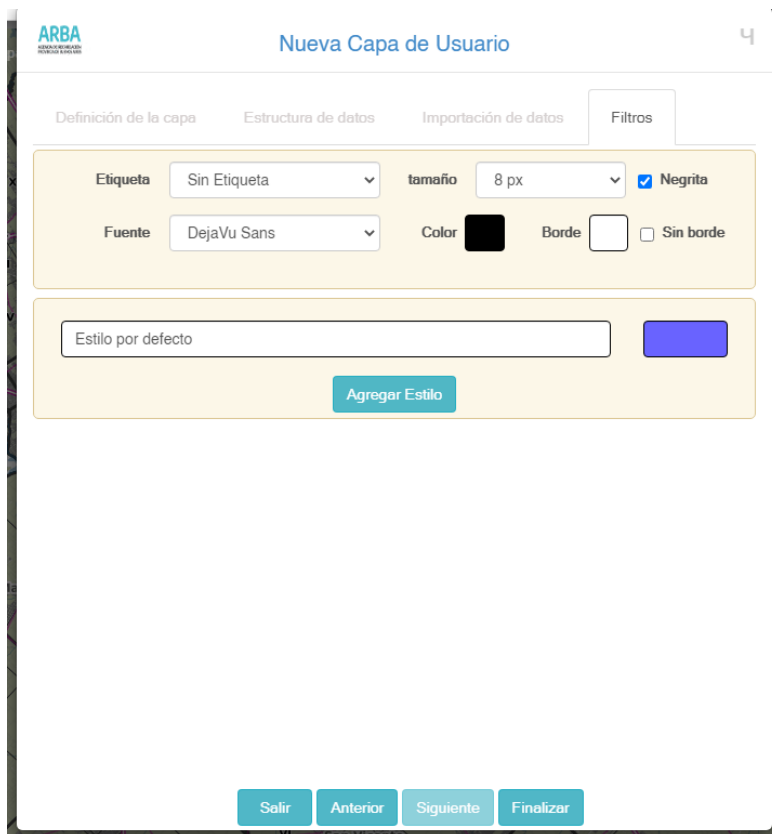 ARBA
Nueva Capa de Usuario
Definición de la capa Estructura de datos Importación de datos Filtros
Etiqueta Sin Etiqueta tamaño 8 px Negrita
Fuente DejaVu Sans Color Borde Sin borde
Estilo por defecto
Agregar Estilo
Salir Anterior Siguiente Finalizar